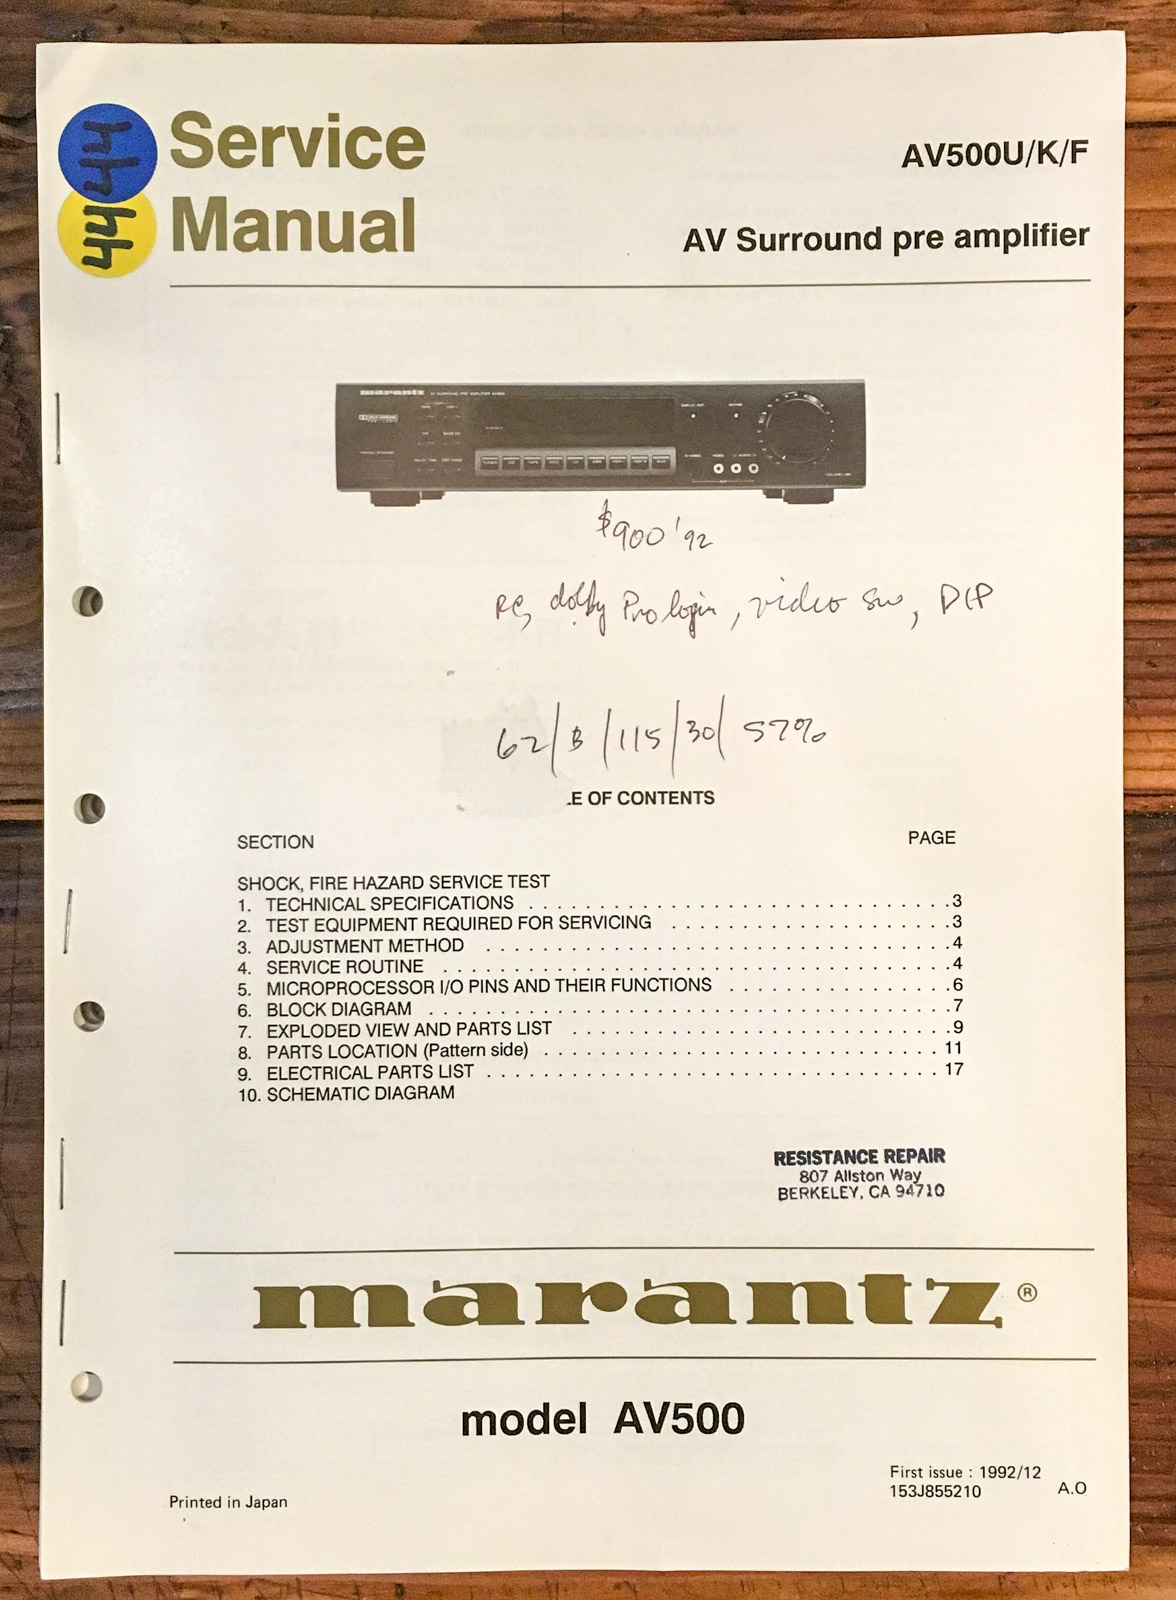 Service
Manual
AV500U/K/F
AV Surround pre amplifier
44
44
marantz
$900 '92
RC, dolby Pro logic, video sw, DSP
62/B/115/30/57%
LE OF CONTENTS
SECTION PAGE
SHOCK, FIRE HAZARD SERVICE TEST
1. TECHNICAL SPECIFICATIONS . . . . . . . . . . . . . . . . . . . . . . . . . . . . . . 3
2. TEST EQUIPMENT REQUIRED FOR SERVICING . . . . . . . . . . . . . . . . . . . . 3
3. ADJUSTMENT METHOD . . . . . . . . . . . . . . . . . . . . . . . . . . . . . . . . . 4
4. SERVICE ROUTINE . . . . . . . . . . . . . . . . . . . . . . . . . . . . . . . . . . . . 4
5. MICROPROCESSOR I/O PINS AND THEIR FUNCTIONS . . . . . . . . . . . . . . . . 6
6. BLOCK DIAGRAM . . . . . . . . . . . . . . . . . . . . . . . . . . . . . . . . . . . . . 7
7. EXPLODED VIEW AND PARTS LIST . . . . . . . . . . . . . . . . . . . . . . . . . . . 9
8. PARTS LOCATION (Pattern side) . . . . . . . . . . . . . . . . . . . . . . . . . . . . 11
9. ELECTRICAL PARTS LIST . . . . . . . . . . . . . . . . . . . . . . . . . . . . . . . . 17
10. SCHEMATIC DIAGRAM
RESISTANCE REPAIR
807 Allston Way
BERKELEY, CA 94710
marantz®
model AV500
First issue : 1992/12
153J855210 A.O
Printed in Japan